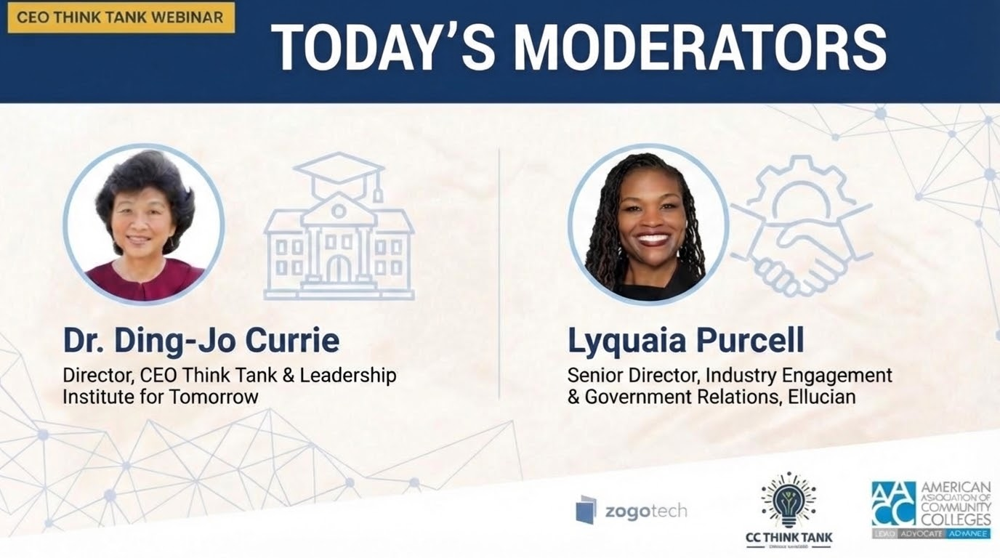 CEO THINK TANK WEBINAR
TODAY'S MODERATORS
Dr. Ding-Jo Currie
Director, CEO Think Tank & Leadership
Institute for Tomorrow
Lyquaia Purcell
Senior Director, Industry Engagement
& Government Relations, Ellucian
zogotech
CC THINK TANK
AACC
AMERICAN
ASSOCIATION OF
COMMUNITY
COLLEGES
LEAD ADVOCATE ADVANCE